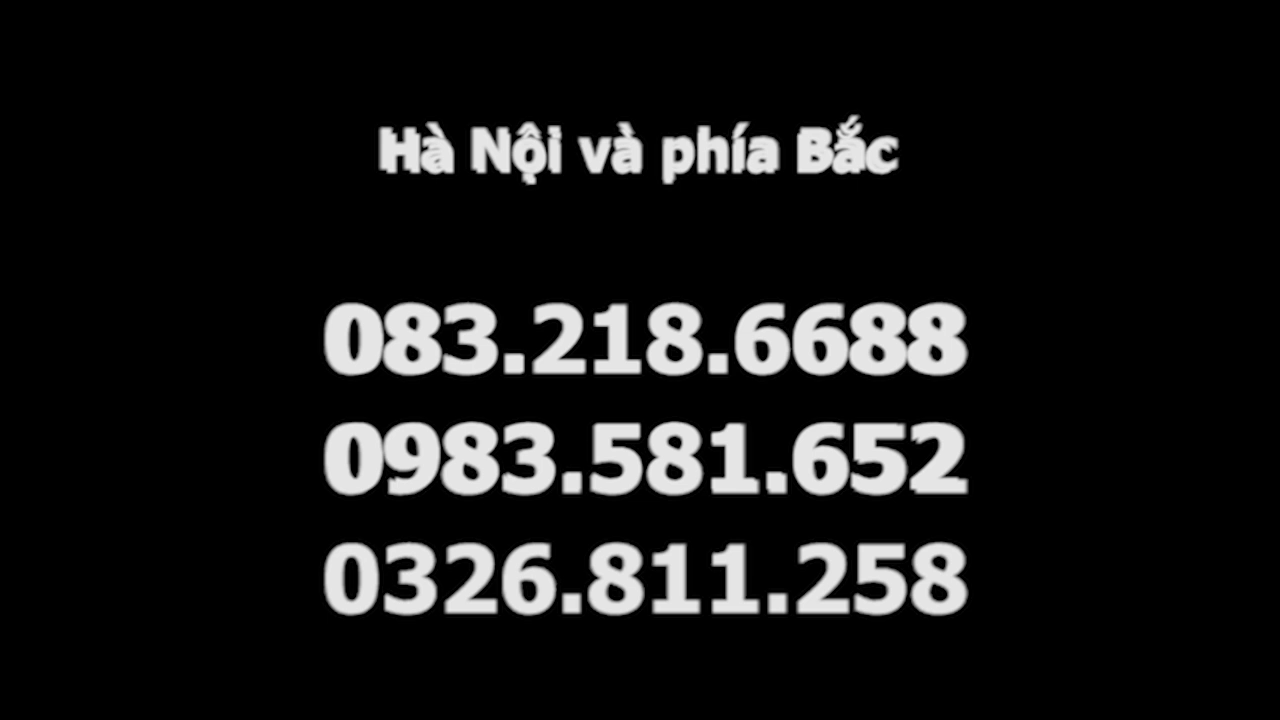 Hà Nội và phía Bắc
083.218.6688
0983.581.652
0326.811.258